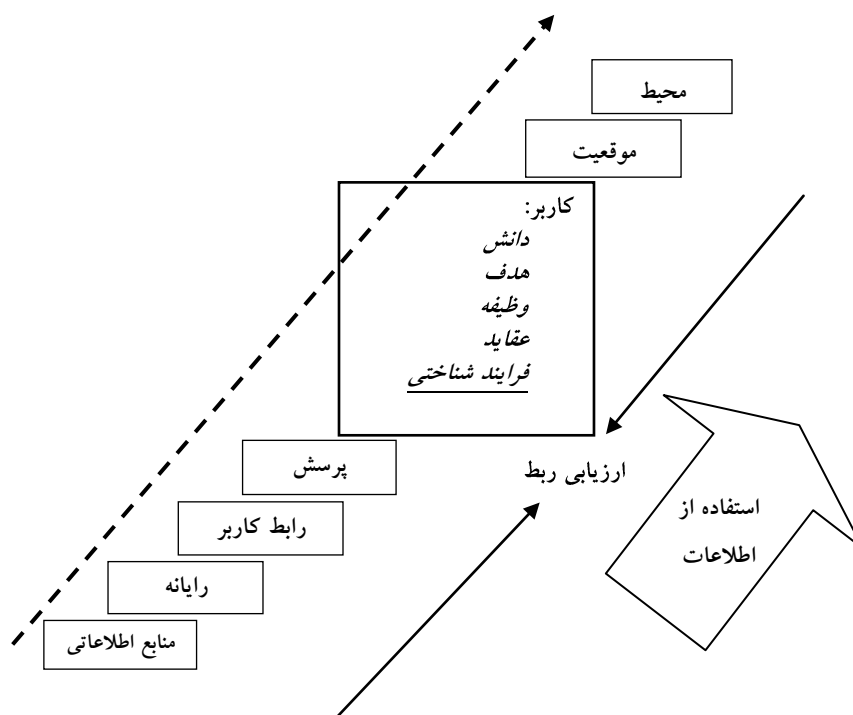 محیط
موقعیت
کاربر:
دانش
هدف
وظیفه
عقاید
فرایند شناختی
پرسش
ارزیابی ربط
رابط کاربر
استفاده از
اطلاعات
رایانه
منابع اطلاعاتی